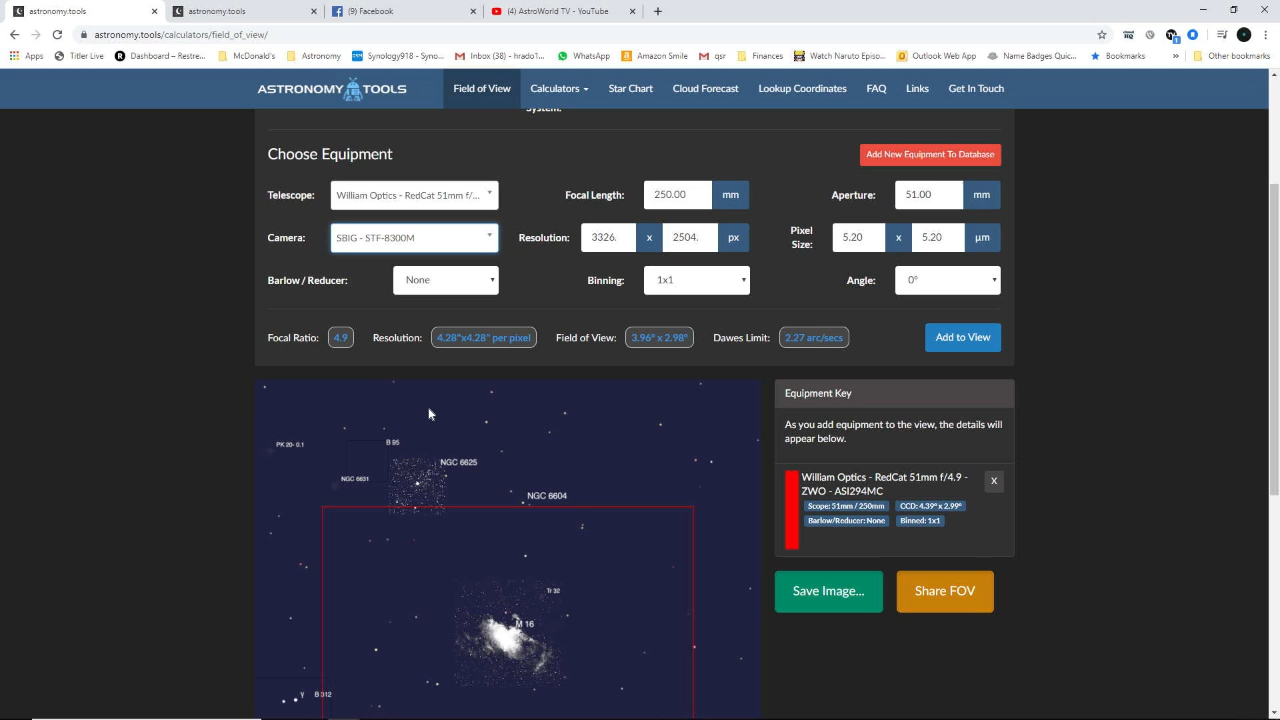 astronomy.tools
astronomy.tools
(9) Facebook
(4) AstroWorld TV - YouTube
astronomy.tools/calculators/field_of_view/
Apps
Titler Live
Dashboard – Restre...
McDonald's
Astronomy
Synology918 - Syno...
Inbox (38) - hrado1...
WhatsApp
Amazon Smile
qsr
Finances
Watch Naruto Episo...
Outlook Web App
Name Badges Quic...
Bookmarks
»
Other bookmarks
ASTRONOMY TOOLS
Field of View
Calculators
Star Chart
Cloud Forecast
Lookup Coordinates
FAQ
Links
Get In Touch
System:
Choose Equipment
Add New Equipment To Database
Telescope:
William Optics - RedCat 51mm f/...
Focal Length:
250.00
mm
Aperture:
51.00
mm
Camera:
SBIG - STF-8300M
Resolution:
3326.
x
2504.
px
Pixel
Size:
5.20
x
5.20
µm
Barlow / Reducer:
None
Binning:
1x1
Angle:
0°
Focal Ratio:
4.9
Resolution:
4.28"x4.28" per pixel
Field of View:
3.96° x 2.98°
Dawes Limit:
2.27 arc/secs
Add to View
PK 20- 0.1
B 95
NGC 6625
NGC 6631
NGC 6604
Tr 32
M 16
γ
B 312
Equipment Key
As you add equipment to the view, the details will
appear below.
William Optics - RedCat 51mm f/4.9 -
ZWO - ASI294MC
X
Scope: 51mm / 250mm
CCD: 4.39° x 2.99°
Barlow/Reducer: None
Binned: 1x1
Save Image...
Share FOV